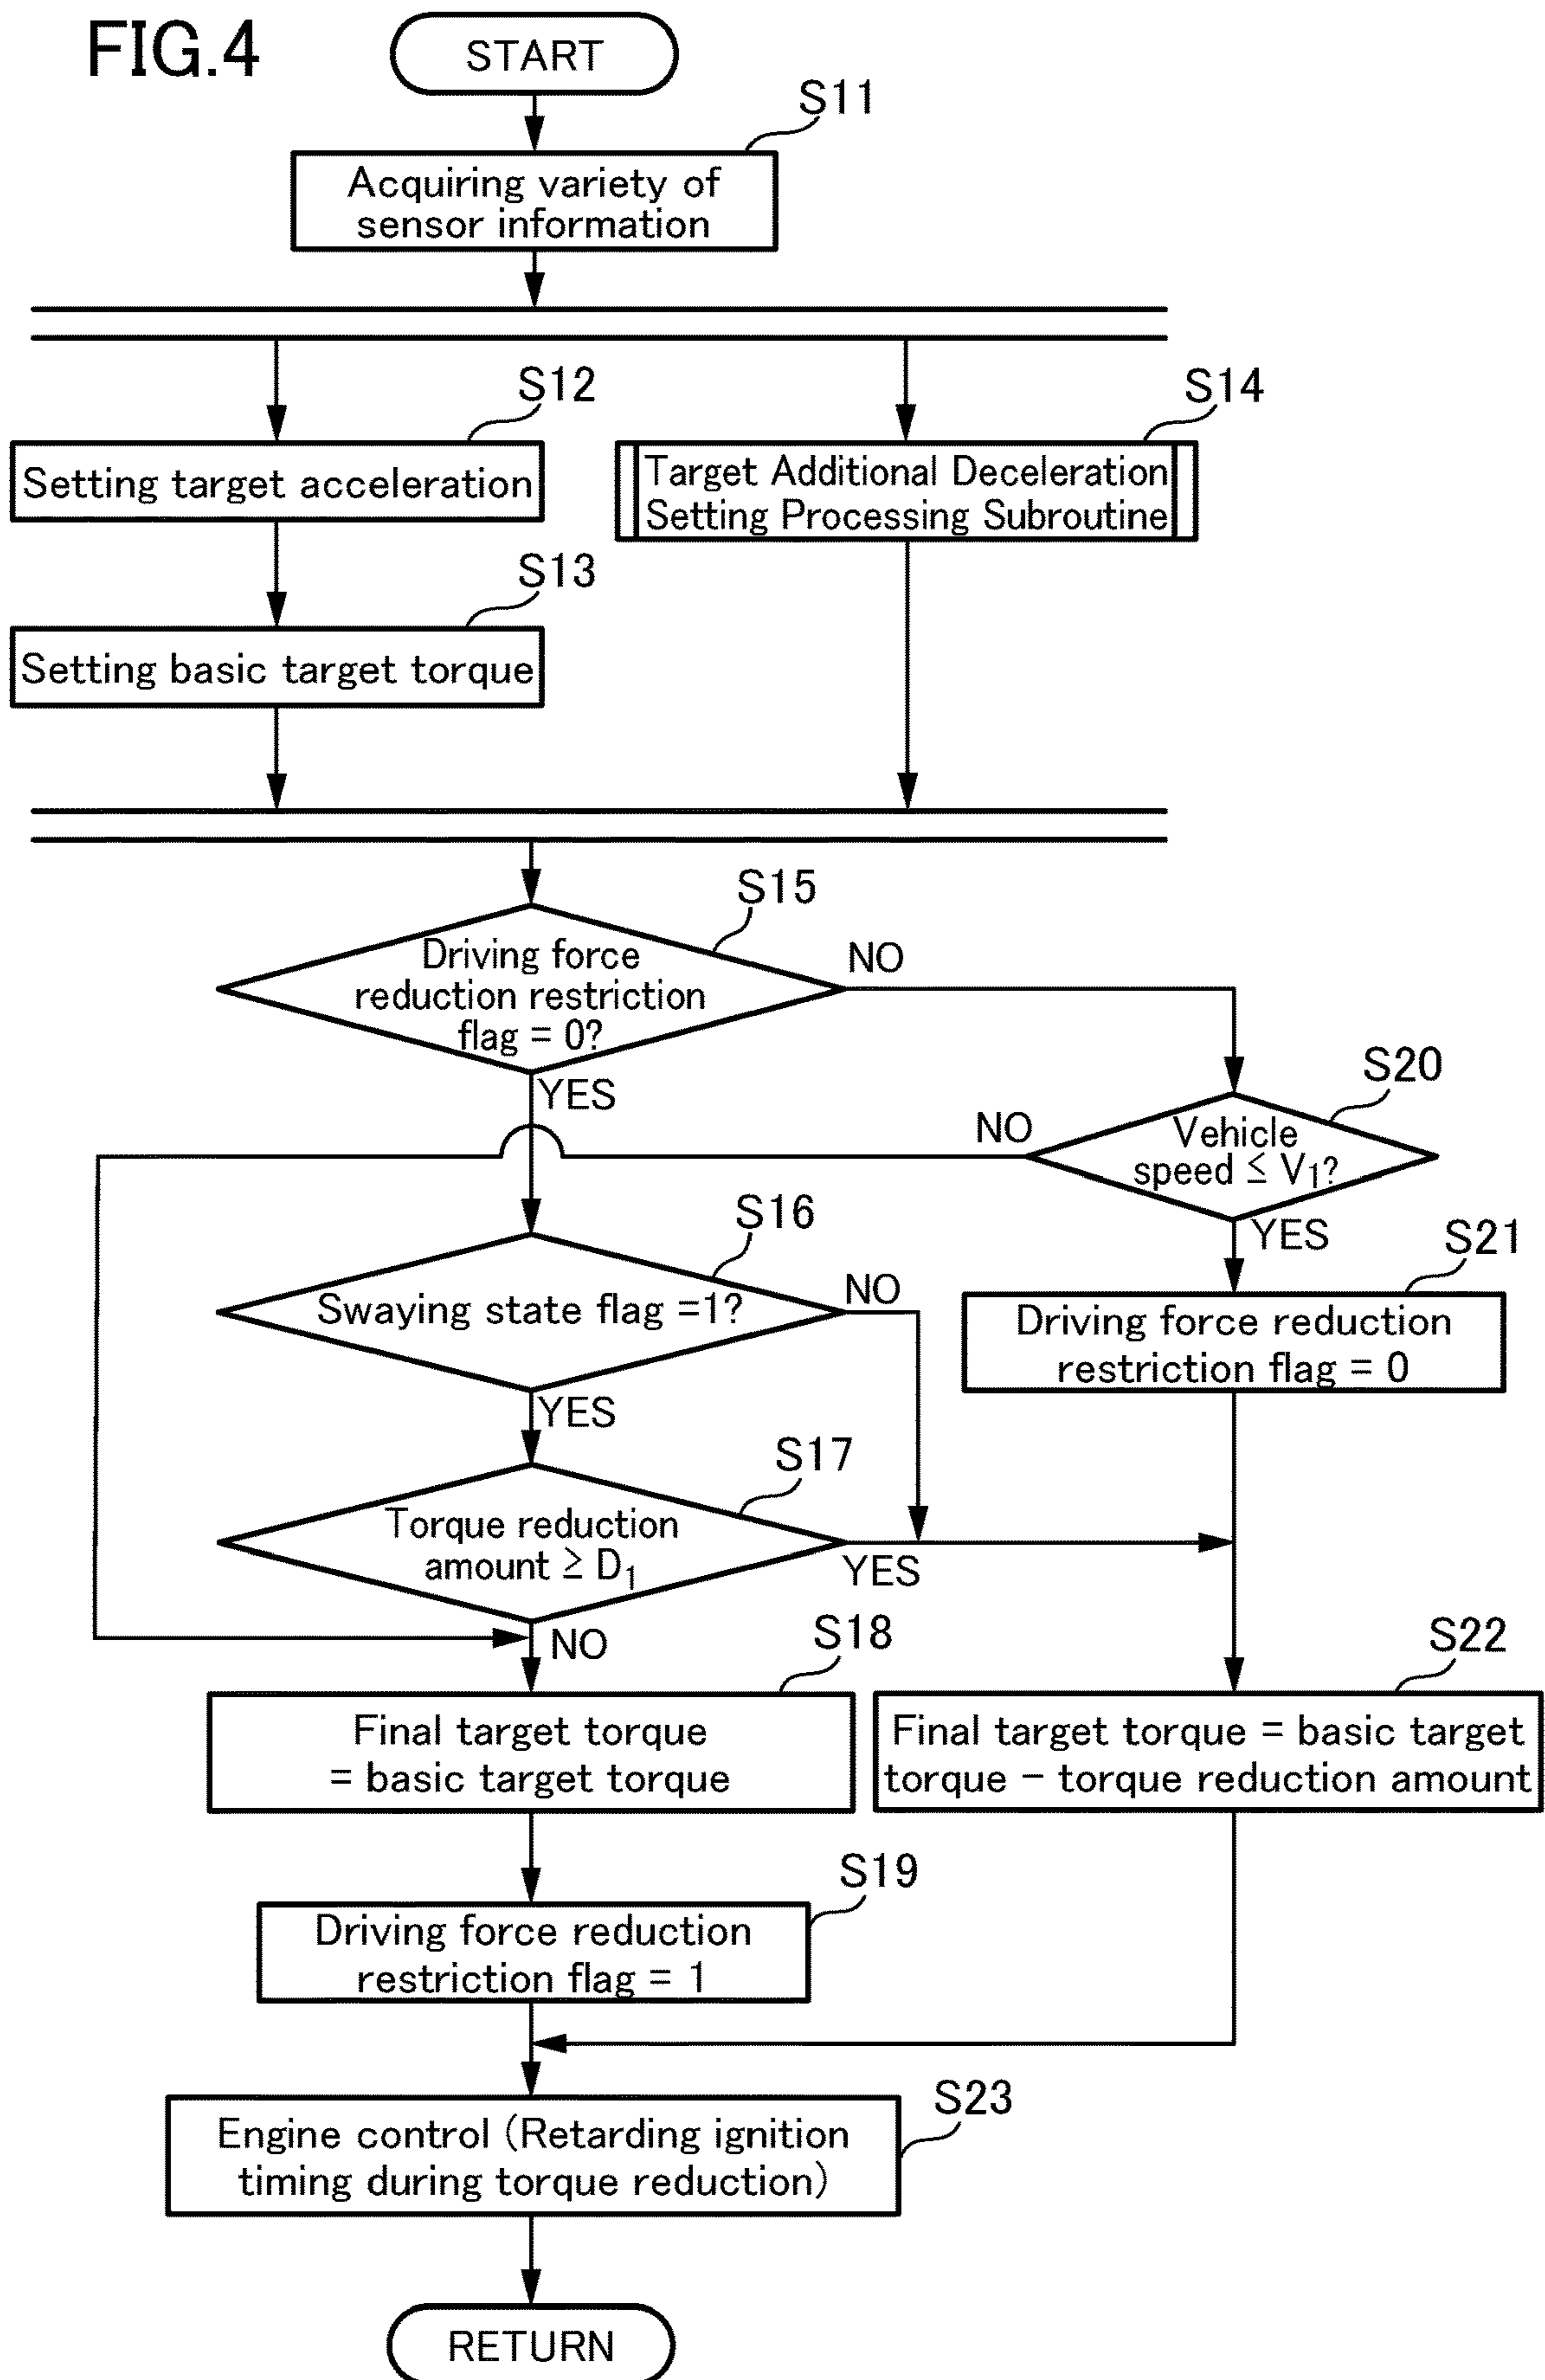 FIG.4
START
S11
Acquiring variety of
sensor information
S12
Setting target acceleration
S13
Setting basic target torque
S14
Target Additional Deceleration
Setting Processing Subroutine
S15
Driving force
reduction restriction
flag = 0?
NO
YES
S20
Vehicle
speed ≤ V1?
NO
YES
S21
Driving force reduction
restriction flag = 0
S16
Swaying state flag =1?
NO
YES
S17
Torque reduction
amount ≥ D1
YES
NO
S18
Final target torque
= basic target torque
S22
Final target torque = basic target
torque − torque reduction amount
S19
Driving force reduction
restriction flag = 1
S23
Engine control (Retarding ignition
timing during torque reduction)
RETURN